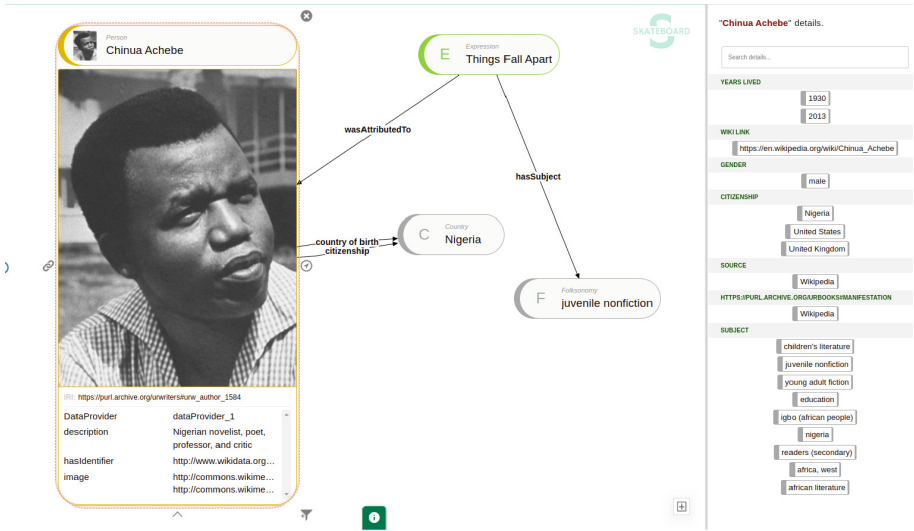 Person
Chinua Achebe
IRI: https://purl.archive.org/urwriters#urw_author_1584
DataProvider dataProvider_1
description Nigerian novelist, poet,
professor, and critic
hasIdentifier http://www.wikidata.org...
image http://commons.wikime...
http://commons.wikime...
E
Expression
Things Fall Apart
wasAttributedTo
hasSubject
country of birth
citizenship
C
Country
Nigeria
F
Folksonomy
juvenile nonfiction
SKATEBOARD
"Chinua Achebe" details.
Search details...
YEARS LIVED
1930
2013
WIKI LINK
https://en.wikipedia.org/wiki/Chinua_Achebe
GENDER
male
CITIZENSHIP
Nigeria
United States
United Kingdom
SOURCE
Wikipedia
HTTPS://PURL.ARCHIVE.ORG/URBOOKS#MANIFESTATION
Wikipedia
SUBJECT
children's literature
juvenile nonfiction
young adult fiction
education
igbo (african people)
nigeria
readers (secondary)
africa, west
african literature